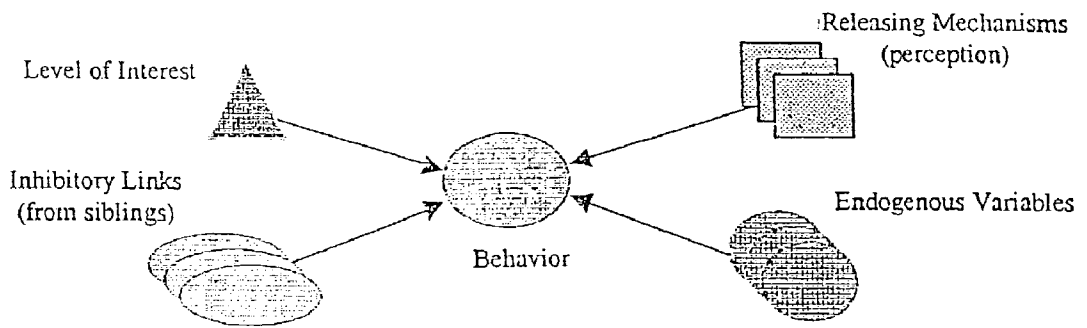 Releasing Mechanisms
(perception)
Level of Interest
Inhibitory Links
(from siblings)
Endogenous Variables
Behavior